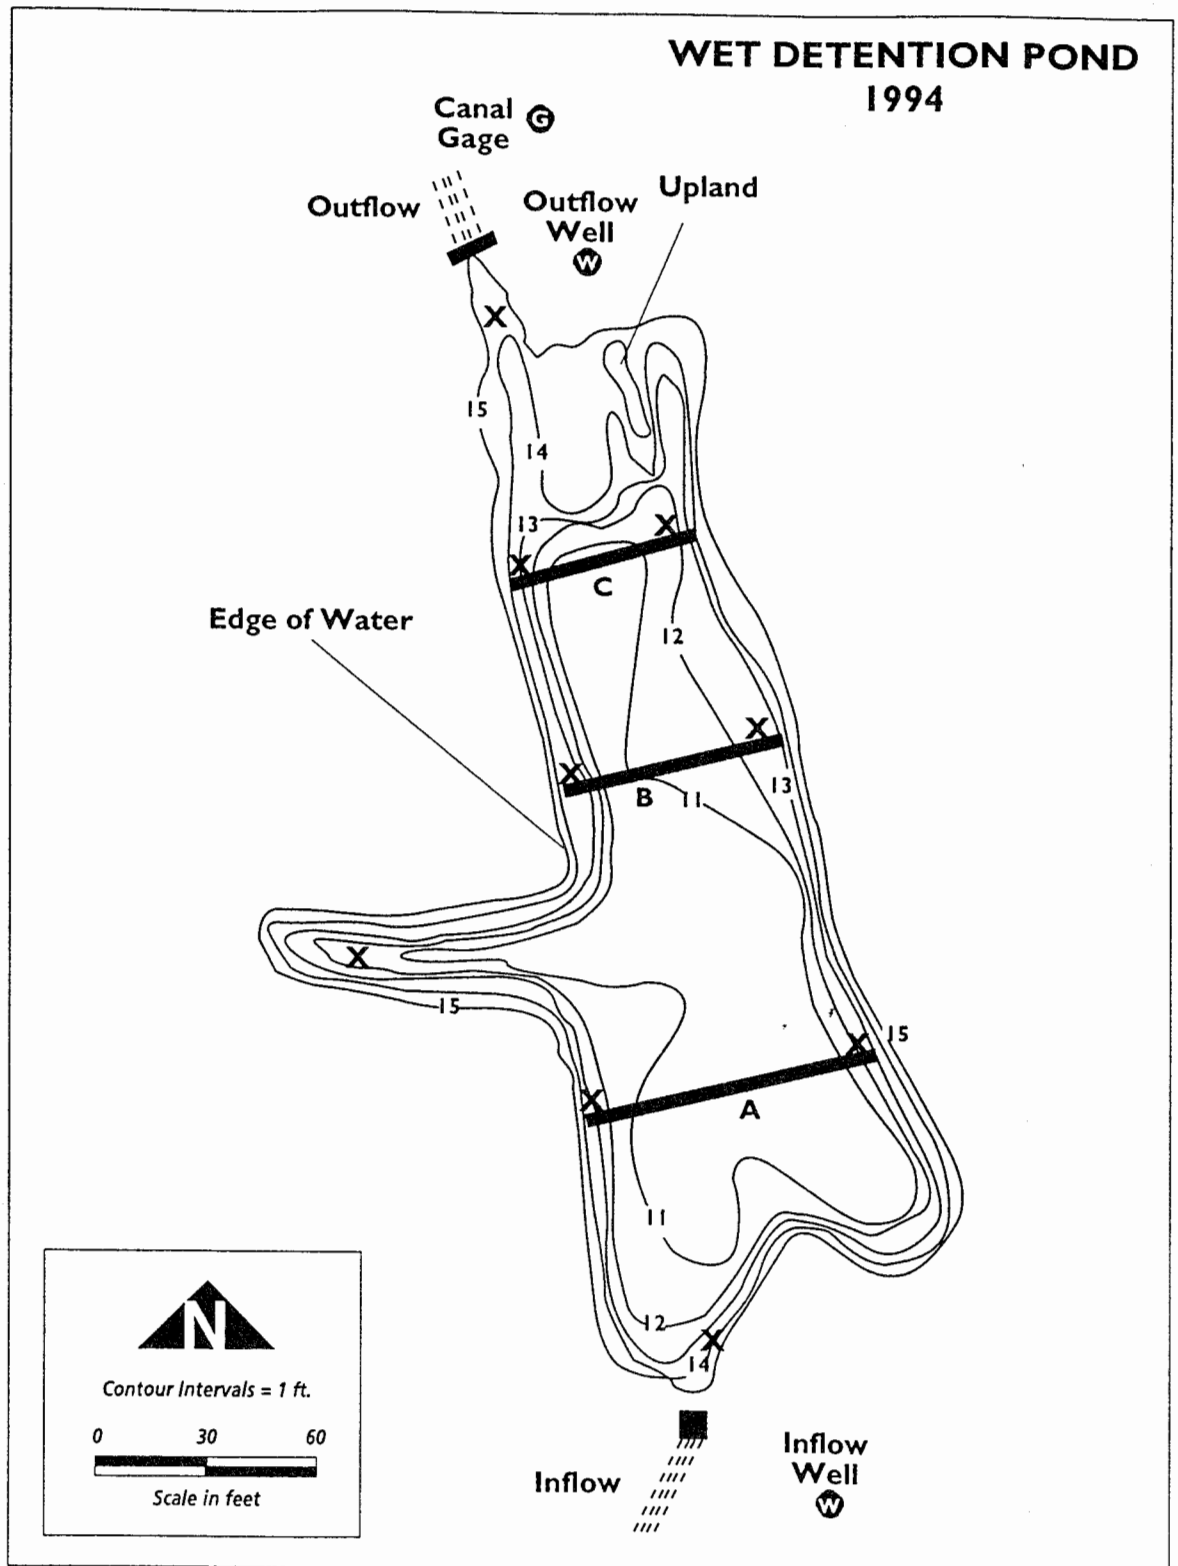 WET DETENTION POND
1994
Canal
Gage
G
Outflow
Outflow
Well
W
Upland
15
14
13
C
Edge of Water
12
B
11
13
15
15
A
11
12
14
N
Contour Intervals = 1 ft.
0 30 60
Scale in feet
Inflow
Inflow
Well
W